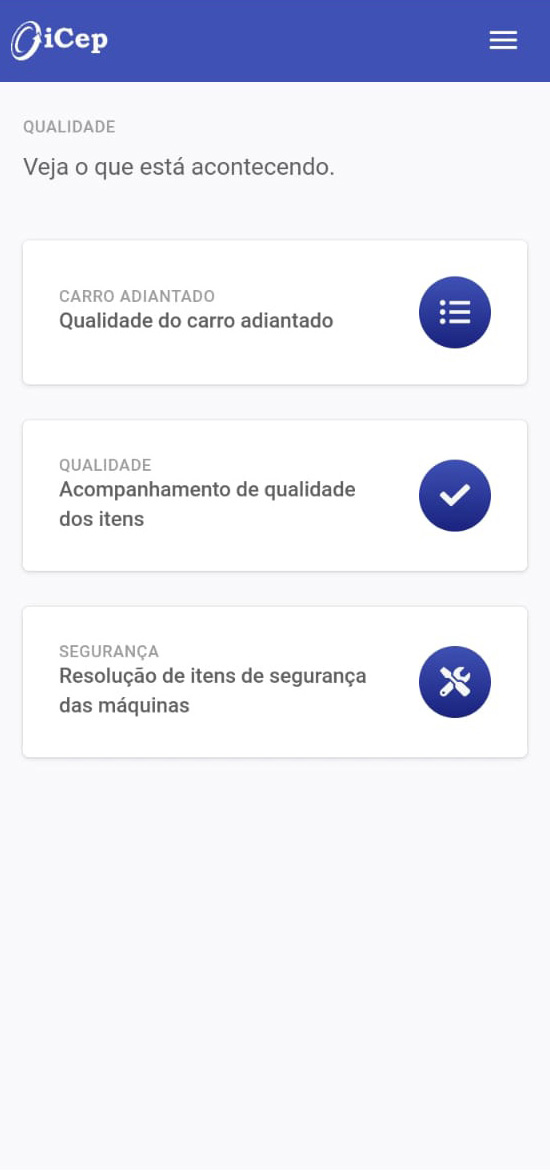 iCep
QUALIDADE
Veja o que está acontecendo.
CARRO ADIANTADO
Qualidade do carro adiantado
QUALIDADE
Acompanhamento de qualidade
dos itens
SEGURANÇA
Resolução de itens de segurança
das máquinas